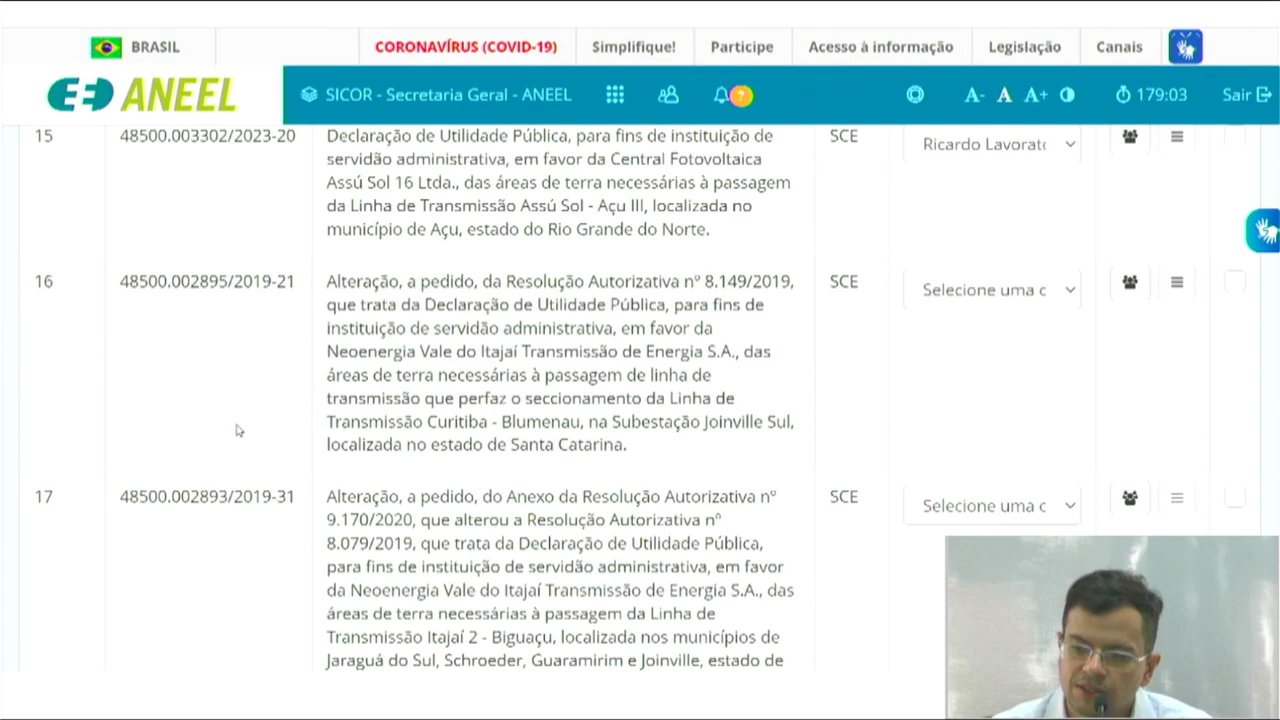 BRASIL
CORONAVÍRUS (COVID-19)
Simplifique!
Participe
Acesso à informação
Legislação
Canais
ANEEL
SICOR - Secretaria Geral - ANEEL
?
A-
A
A+
179:03
Sair
15
48500.003302/2023-20
Declaração de Utilidade Pública, para fins de instituição de
servidão administrativa, em favor da Central Fotovoltaica
Assú Sol 16 Ltda., das áreas de terra necessárias à passagem
da Linha de Transmissão Assú Sol - Açu III, localizada no
município de Açu, estado do Rio Grande do Norte.
SCE
Ricardo Lavorato
16
48500.002895/2019-21
Alteração, a pedido, da Resolução Autorizativa nº 8.149/2019,
que trata da Declaração de Utilidade Pública, para fins de
instituição de servidão administrativa, em favor da
Neoenergia Vale do Itajaí Transmissão de Energia S.A., das
áreas de terra necessárias à passagem de linha de
transmissão que perfaz o seccionamento da Linha de
Transmissão Curitiba - Blumenau, na Subestação Joinville Sul,
localizada no estado de Santa Catarina.
SCE
Selecione uma c
17
48500.002893/2019-31
Alteração, a pedido, do Anexo da Resolução Autorizativa nº
9.170/2020, que alterou a Resolução Autorizativa nº
8.079/2019, que trata da Declaração de Utilidade Pública,
para fins de instituição de servidão administrativa, em favor
da Neoenergia Vale do Itajaí Transmissão de Energia S.A., das
áreas de terra necessárias à passagem da Linha de
Transmissão Itajaí 2 - Biguaçu, localizada nos municípios de
Jaraguá do Sul, Schroeder, Guaramirim e Joinville, estado de
SCE
Selecione uma c